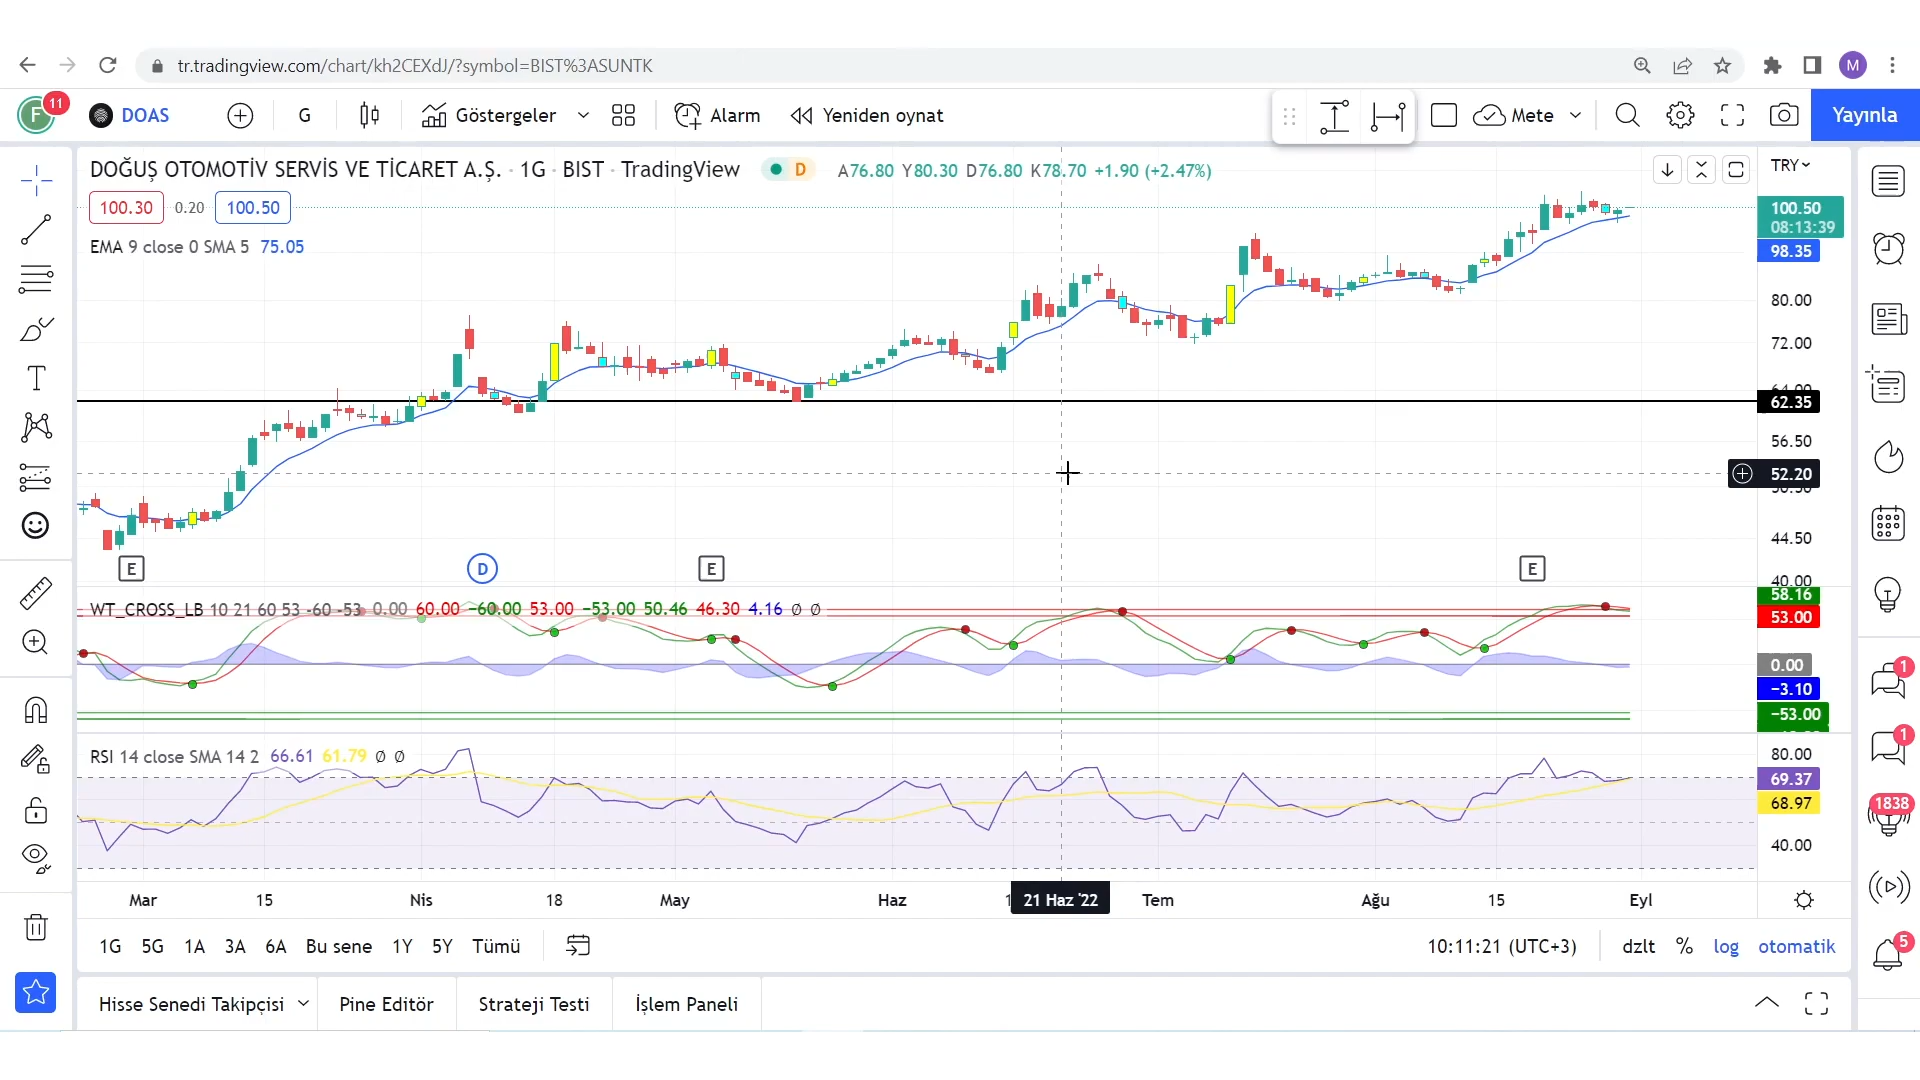 tr.tradingview.com/chart/kh2CEXdJ/?symbol=BIST%3ASUNTK
M
F 11 DOAS G Göstergeler Alarm Yeniden oynat Mete Yayınla
DOĞUŞ OTOMOTİV SERVİS VE TİCARET A.Ş. · 1G · BIST · TradingView D A76.80 Y80.30 D76.80 K78.70 +1.90 (+2.47%) TRY
100.30 0.20 100.50
EMA 9 close 0 SMA 5 75.05
100.50
08:13:39
98.35
80.00
72.00
62.35
56.50
52.20
44.50
40.00
E D E E
WT_CROSS_LB 10 21 60 53 -60 -53 0.00 60.00 −60.00 53.00 −53.00 50.46 46.30 4.16 ∅ ∅
58.16
53.00
0.00
−3.10
−53.00
RSI 14 close SMA 14 2 66.61 61.79 ∅ ∅
80.00
69.37
68.97
40.00
Mar 15 Nis 18 May Haz 21 Haz '22 Tem Ağu 15 Eyl
1G 5G 1A 3A 6A Bu sene 1Y 5Y Tümü 10:11:21 (UTC+3) dzlt % log otomatik
Hisse Senedi Takipçisi Pine Editör Strateji Testi İşlem Paneli
1
1
1838
5